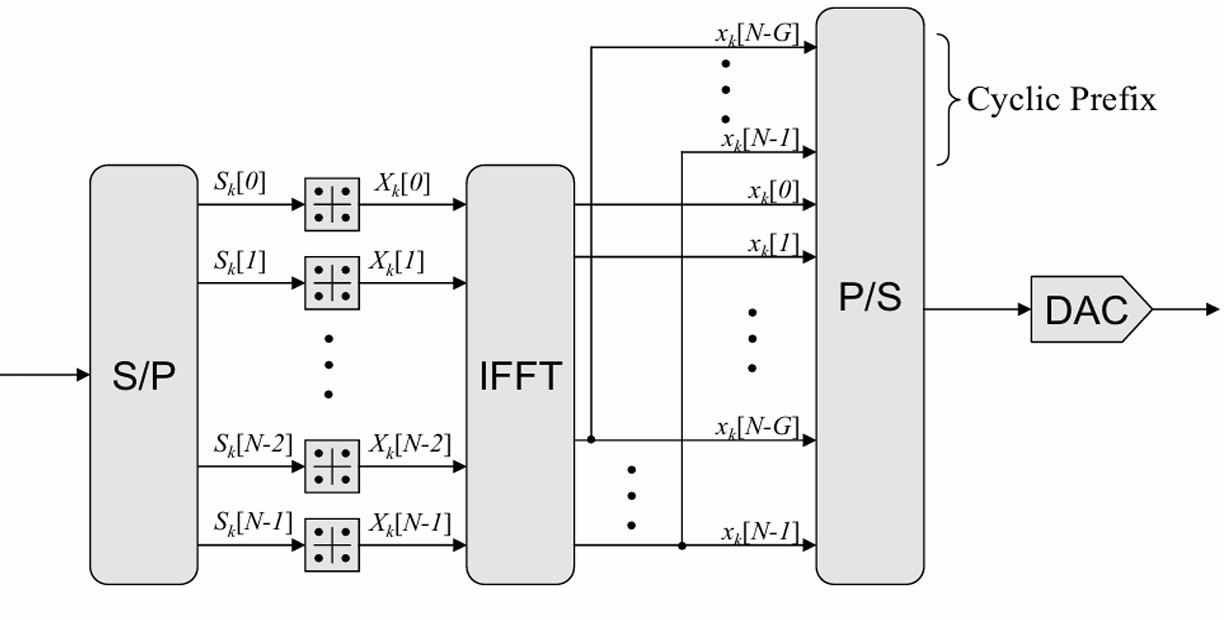 x_k[N-G]
Cyclic Prefix
x_k[N-1]
S_k[0]
X_k[0]
x_k[0]
S_k[1]
X_k[1]
x_k[1]
P/S
DAC
S/P
IFFT
x_k[N-G]
S_k[N-2]
X_k[N-2]
S_k[N-1]
X_k[N-1]
x_k[N-1]